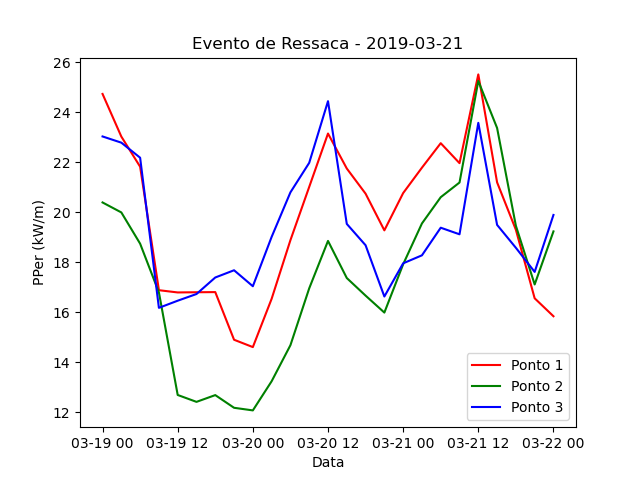 Evento de Ressaca - 2019-03-21
PPer (kW/m)
26
24
22
20
18
16
14
12
Ponto 1
Ponto 2
Ponto 3
03-19 00 03-19 12 03-20 00 03-20 12 03-21 00 03-21 12 03-22 00
Data